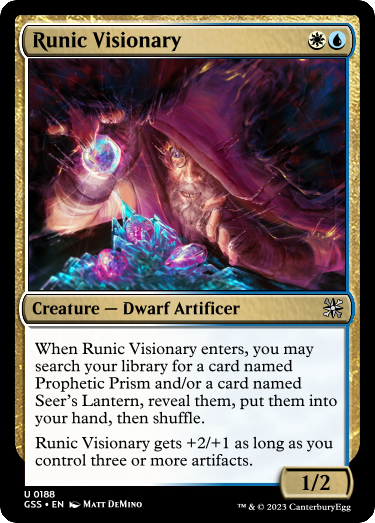 Runic Visionary
Creature — Dwarf Artificer
When Runic Visionary enters, you may
search your library for a card named
Prophetic Prism and/or a card named
Seer's Lantern, reveal them, put them into
your hand, then shuffle.
Runic Visionary gets +2/+1 as long as you
control three or more artifacts.
1/2
U 0188
GSS • EN Matt DeMino
™ & © 2023 CanterburyEgg